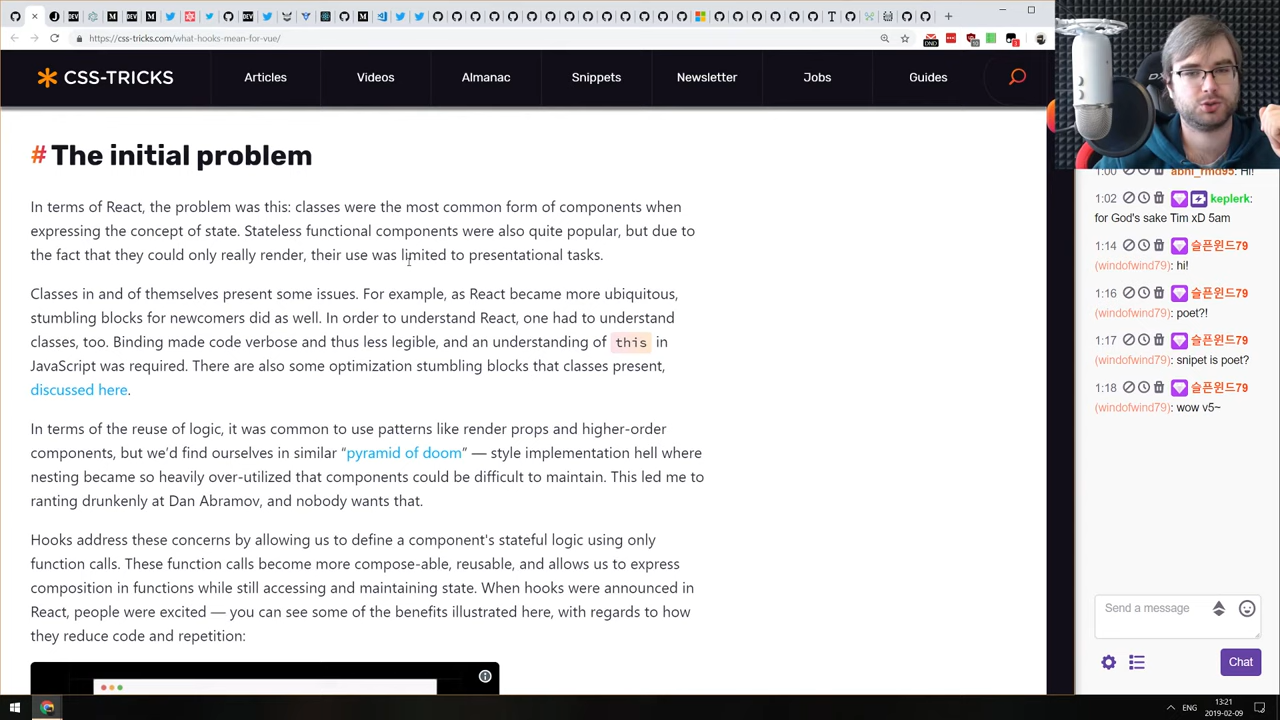 https://css-tricks.com/what-hooks-mean-for-vue/
CSS-TRICKS
Articles
Videos
Almanac
Snippets
Newsletter
Jobs
Guides
# The initial problem
In terms of React, the problem was this: classes were the most common form of components when
expressing the concept of state. Stateless functional components were also quite popular, but due to
the fact that they could only really render, their use was limited to presentational tasks.
Classes in and of themselves present some issues. For example, as React became more ubiquitous,
stumbling blocks for newcomers did as well. In order to understand React, one had to understand
classes, too. Binding made code verbose and thus less legible, and an understanding of this in
JavaScript was required. There are also some optimization stumbling blocks that classes present,
discussed here.
In terms of the reuse of logic, it was common to use patterns like render props and higher-order
components, but we’d find ourselves in similar “pyramid of doom” — style implementation hell where
nesting became so heavily over-utilized that components could be difficult to maintain. This led me to
ranting drunkenly at Dan Abramov, and nobody wants that.
Hooks address these concerns by allowing us to define a component's stateful logic using only
function calls. These function calls become more compose-able, reusable, and allows us to express
composition in functions while still accessing and maintaining state. When hooks were announced in
React, people were excited — you can see some of the benefits illustrated here, with regards to how
they reduce code and repetition:
1:00 abhi_rmd95: Hi!
1:02 keplerk:
for God's sake Tim xD 5am
1:14 슬픈윈드79
(windofwind79): hi!
1:16 슬픈윈드79
(windofwind79): poet?!
1:17 슬픈윈드79
(windofwind79): snipet is poet?
1:18 슬픈윈드79
(windofwind79): wow v5~
Send a message
Chat
ENG
13:21
2019-02-09